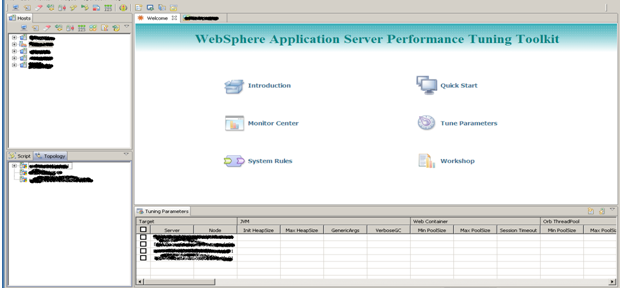 Hosts
Welcome
WebSphere Application Server Performance Tuning Toolkit
Introduction
Quick Start
Monitor Center
Tune Parameters
System Rules
Workshop
Script Topology
Tuning Parameters
Target JVM Web Container Orb ThreadPool
Server Node Init HeapSize Max HeapSize GenericArgs VerboseGC Min PoolSize Max PoolSize Session Timeout Min PoolSize Max PoolSi